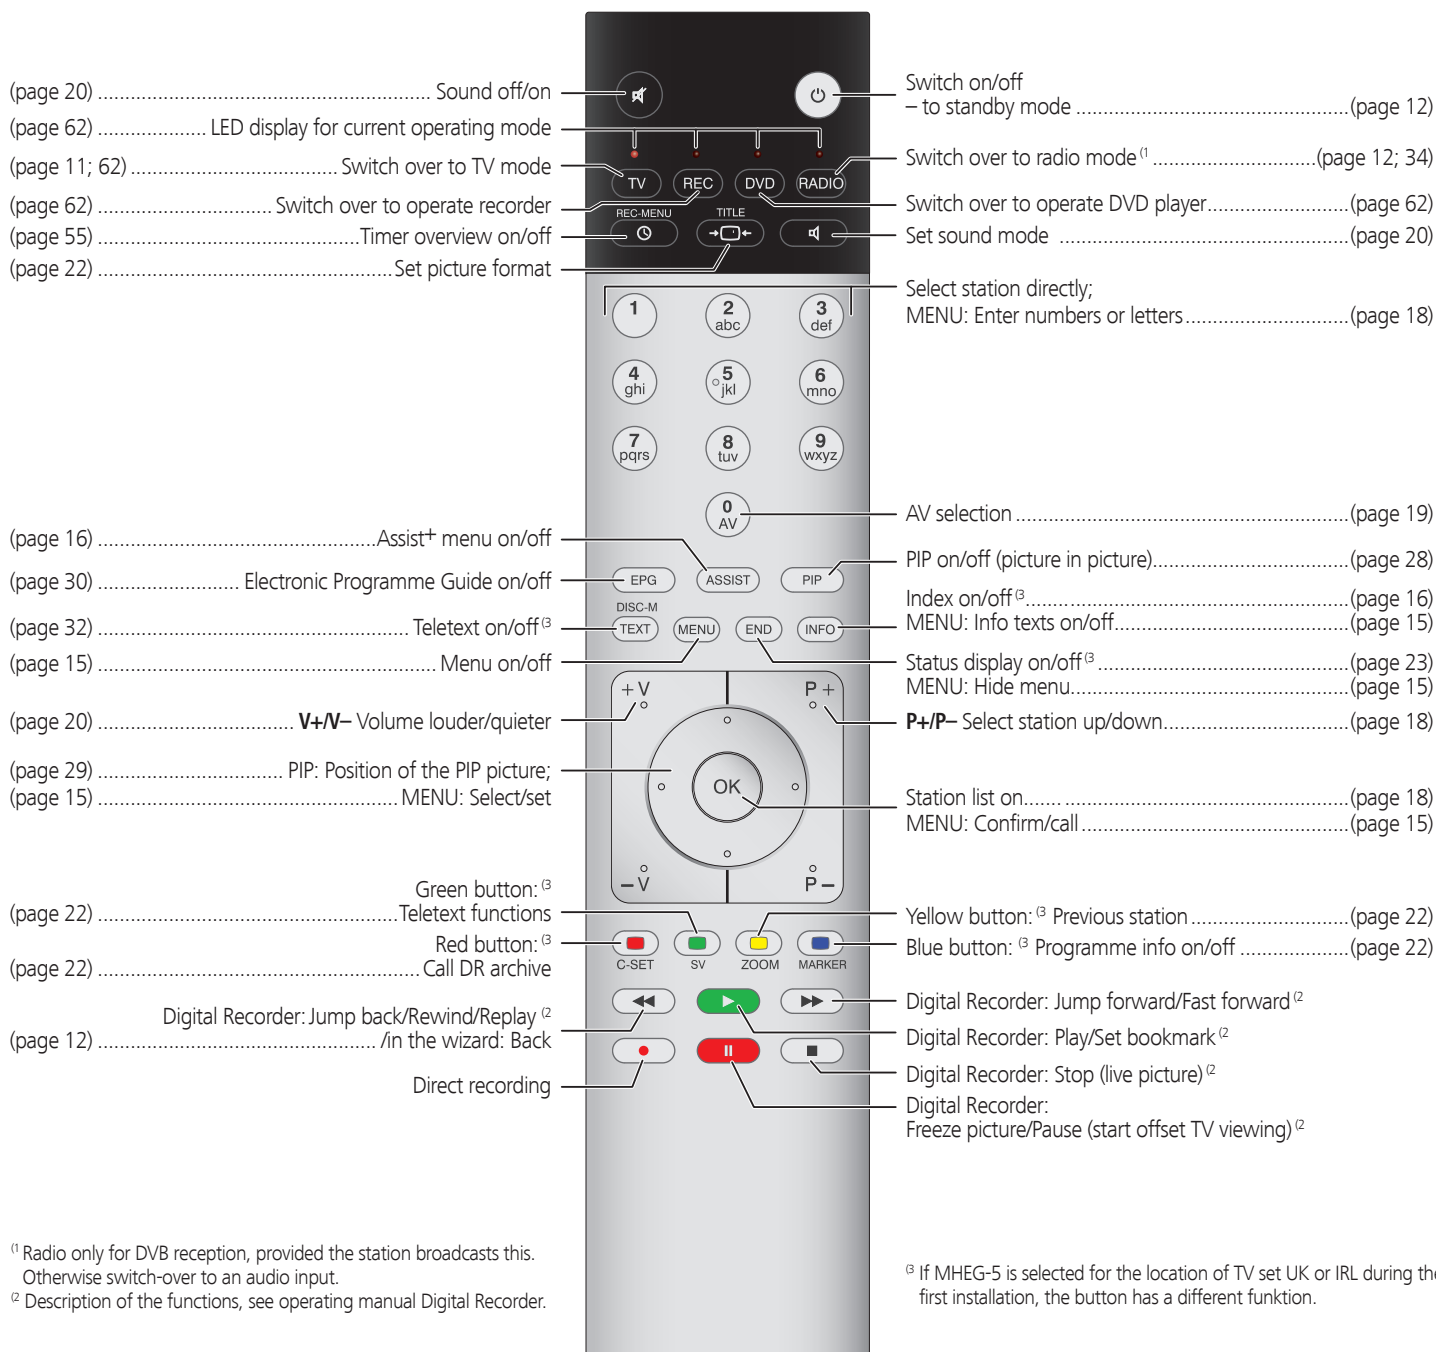 (page 20) .................................................... Sound off/on
(page 62) .................... LED display for current operating mode
(page 11; 62) ..................................... Switch over to TV mode
(page 62) ............................ Switch over to operate recorder
(page 55) ..........................................Timer overview on/off
(page 22) ...............................................Set picture format
(page 16) .............................................Assist+ menu on/off
(page 30) ....................... Electronic Programme Guide on/off
(page 32) .................................................. Teletext on/off (3
(page 15) ....................................................... Menu on/off
(page 20) ................................ V+/V– Volume louder/quieter
(page 29) .............................. PIP: Position of the PIP picture;
(page 15) ................................................ MENU: Select/set
Green button: (3
(page 22) ................................................Teletext functions
Red button: (3
(page 22) .................................................... Call DR archive
Digital Recorder: Jump back/Rewind/Replay (2
(page 12) ............................................. /in the wizard: Back
Direct recording
TV
REC
DVD
RADIO
REC-MENU
TITLE
1
2
abc
3
def
4
ghi
5
jkl
6
mno
7
pqrs
8
tuv
9
wxyz
0
AV
EPG
ASSIST
PIP
DISC-M
TEXT
MENU
END
INFO
+ V
P +
OK
– V
P –
C-SET
SV
ZOOM
MARKER
Switch on/off
– to standby mode ........................................(page 12)
Switch over to radio mode (1 ........................(page 12; 34)
Switch over to operate DVD player.....................(page 62)
Set sound mode ..........................................(page 20)
Select station directly;
MENU: Enter numbers or letters........................(page 18)
AV selection ................................................(page 19)
PIP on/off (picture in picture)............................(page 28)
Index on/off (3..............................................(page 16)
MENU: Info texts on/off...................................(page 15)
Status display on/off (3 ...................................(page 23)
MENU: Hide menu.........................................(page 15)
P+/P– Select station up/down...........................(page 18)
Station list on................................................(page 18)
MENU: Confirm/call........................................(page 15)
Yellow button: (3 Previous station ......................(page 22)
Blue button: (3 Programme info on/off ................(page 22)
Digital Recorder: Jump forward/Fast forward (2
Digital Recorder: Play/Set bookmark (2
Digital Recorder: Stop (live picture) (2
Digital Recorder:
Freeze picture/Pause (start offset TV viewing) (2
(1 Radio only for DVB reception, provided the station broadcasts this.
Otherwise switch-over to an audio input.
(2 Description of the functions, see operating manual Digital Recorder.
(3 If MHEG-5 is selected for the location of TV set UK or IRL during the
first installation, the button has a different funktion.